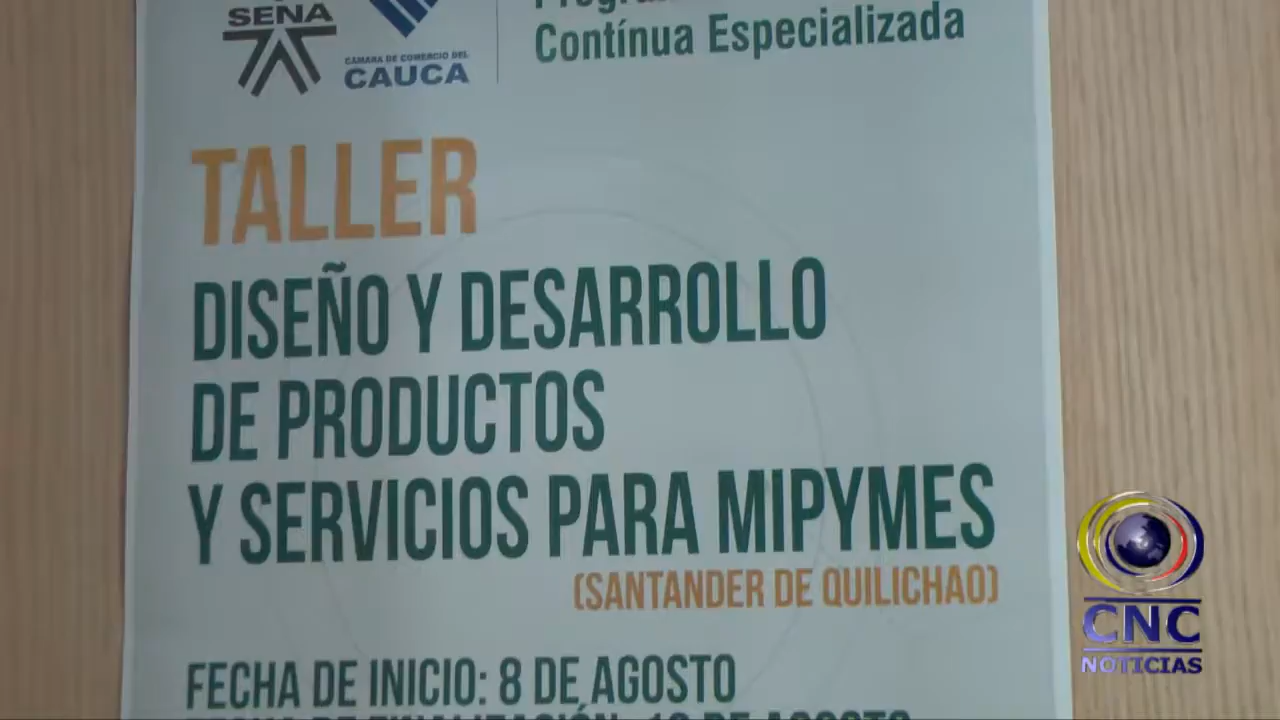 SENA
CÁMARA DE COMERCIO DEL
CAUCA
Contínua Especializada
TALLER
DISEÑO Y DESARROLLO
DE PRODUCTOS
Y SERVICIOS PARA MIPYMES
(SANTANDER DE QUILICHAO)
FECHA DE INICIO: 8 DE AGOSTO
CNC
NOTICIAS